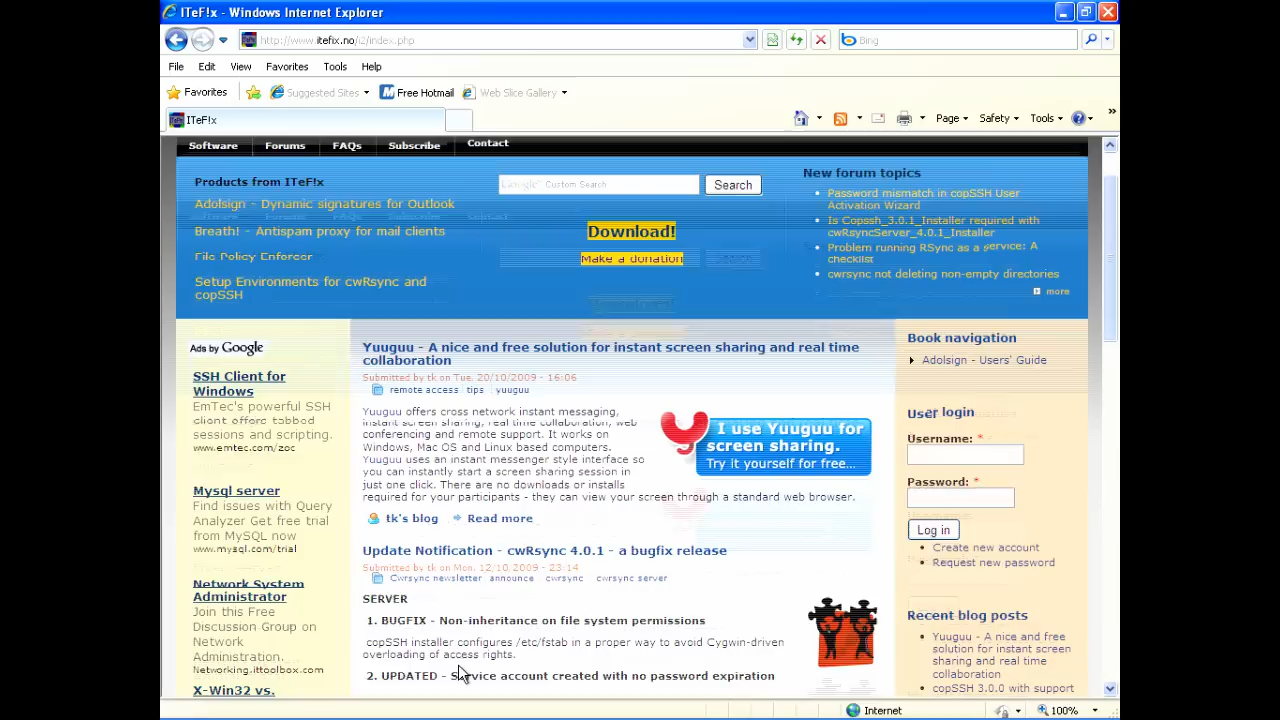 ITeF!x - Windows Internet Explorer
http://www.itefix.no/i2/index.php
Bing
File Edit View Favorites Tools Help
Favorites Suggested Sites Free Hotmail Web Slice Gallery
ITeF!x
Page Safety Tools
Software Forums FAQs Subscribe Contact
Products from ITeF!x
Adolsign - Dynamic signatures for Outlook
Breath! - Antispam proxy for mail clients
File Policy Enforcer
Setup Environments for cwRsync and
copSSH
Custom Search Search
Download!
Make a donation
New forum topics
Password mismatch in copSSH User
Activation Wizard
Is Copssh_3.0.1_Installer required with
cwRsyncServer_4.0.1_Installer
Problem running RSync as a service: A
checklist
cwrsync not deleting non-empty directories
more
Ads by Google
SSH Client for
Windows
EmTec's powerful SSH
client offers tabbed
sessions and scripting.
www.emtec.com/zoc
Mysql server
Find issues with Query
Analyzer Get free trial
from MySQL now
www.mysql.com/trial
Network System
Administrator
Join this Free
Discussion Group on
Network
Administration.
Networking.ittoolbox.com
X-Win32 vs.
Yuuguu - A nice and free solution for instant screen sharing and real time
collaboration
Submitted by tk on Tue, 20/10/2009 - 16:06
remote access tips yuuguu
Yuuguu offers cross network instant messaging,
instant screen sharing, real time collaboration, web
conferencing and remote support. It works on
Windows, Mac OS and Linux based computers.
Yuuguu uses an instant messenger style interface so
you can instantly start a screen sharing session in
just one click. There are no downloads or installs
required for your participants - they can view your screen through a standard web browser.
I use Yuuguu for
screen sharing.
Try it yourself for free...
tk's blog Read more
Update Notification - cwRsync 4.0.1 - a bugfix release
Submitted by tk on Mon, 12/10/2009 - 23:14
Cwrsync newsletter announce cwrsync cwrsync server
SERVER
1. BUGFIX - Non-inheritance on file system permissions
copSSH installer configures /etc/fstab in a proper way to avoid Cygwin-driven
overloading of access rights.
2. UPDATED - Service account created with no password expiration
Book navigation
Adolsign - Users' Guide
User login
Username: *
Password: *
Log in
Create new account
Request new password
Recent blog posts
Yuuguu - A nice and free
solution for instant screen
sharing and real time
collaboration
copSSH 3.0.0 with support
Internet 100%